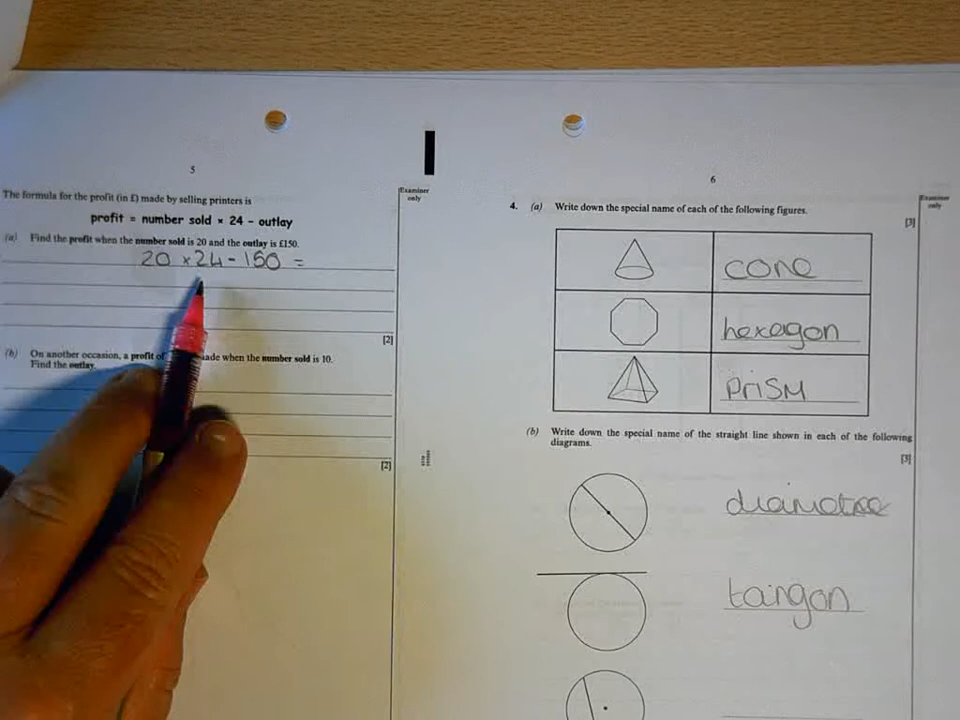 5
The formula for the profit (in £) made by selling printers is
profit = number sold × 24 – outlay
(a) Find the profit when the number sold is 20 and the outlay is £150.
20 × 24 - 150 =
[2]
(b) On another occasion, a profit of made when the number sold is 10.
Find the outlay.
[2]
Examiner
only
6
Examiner
only
4. (a) Write down the special name of each of the following figures.
[3]
cone
hexagon
prism
(b) Write down the special name of the straight line shown in each of the following
diagrams.
[3]
tangon